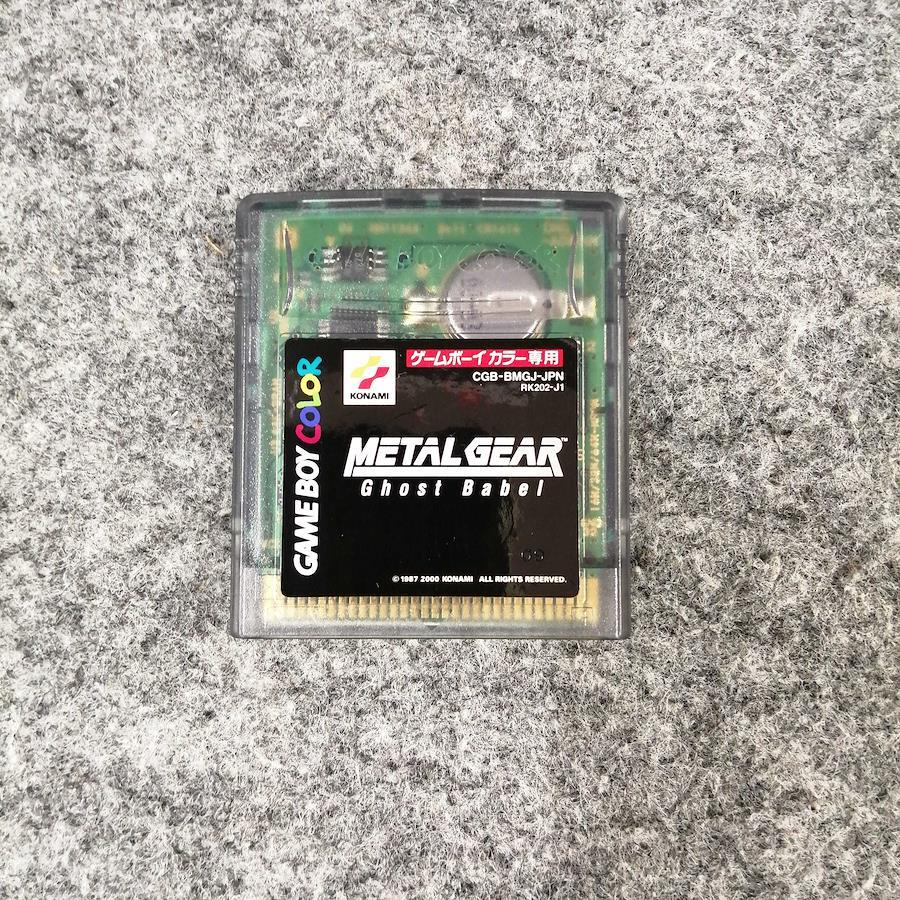 GAME BOY COLOR
KONAMI
ゲームボーイカラー専用
CGB-BMGJ-JPN
RK202-J1
METAL GEAR™
Ghost Babel
©1987 2000 KONAMI ALL RIGHTS RESERVED.